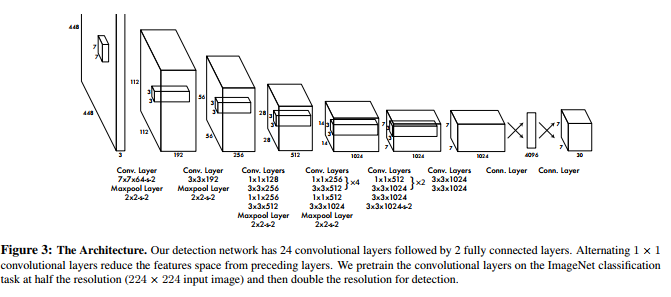 448
7
7
448
3
112
3
3
112
192
56
3
3
56
256
28
3
3
28
512
14
3
3
14
1024
7
3
3
7
1024
7
7
1024
4096
7
7
30
Conv. Layer
7x7x64-s-2
Maxpool Layer
2x2-s-2
Conv. Layer
3x3x192
Maxpool Layer
2x2-s-2
Conv. Layers
1x1x128
3x3x256
1x1x256
3x3x512
Maxpool Layer
2x2-s-2
Conv. Layers
1x1x256
3x3x512 }×4
1x1x512
3x3x1024
Maxpool Layer
2x2-s-2
Conv. Layers
1x1x512
3x3x1024 }×2
3x3x1024
3x3x1024-s-2
Conv. Layers
3x3x1024
3x3x1024
Conn. Layer
Conn. Layer
Figure 3: The Architecture. Our detection network has 24 convolutional layers followed by 2 fully connected layers. Alternating 1 × 1
convolutional layers reduce the features space from preceding layers. We pretrain the convolutional layers on the ImageNet classification
task at half the resolution (224 × 224 input image) and then double the resolution for detection.